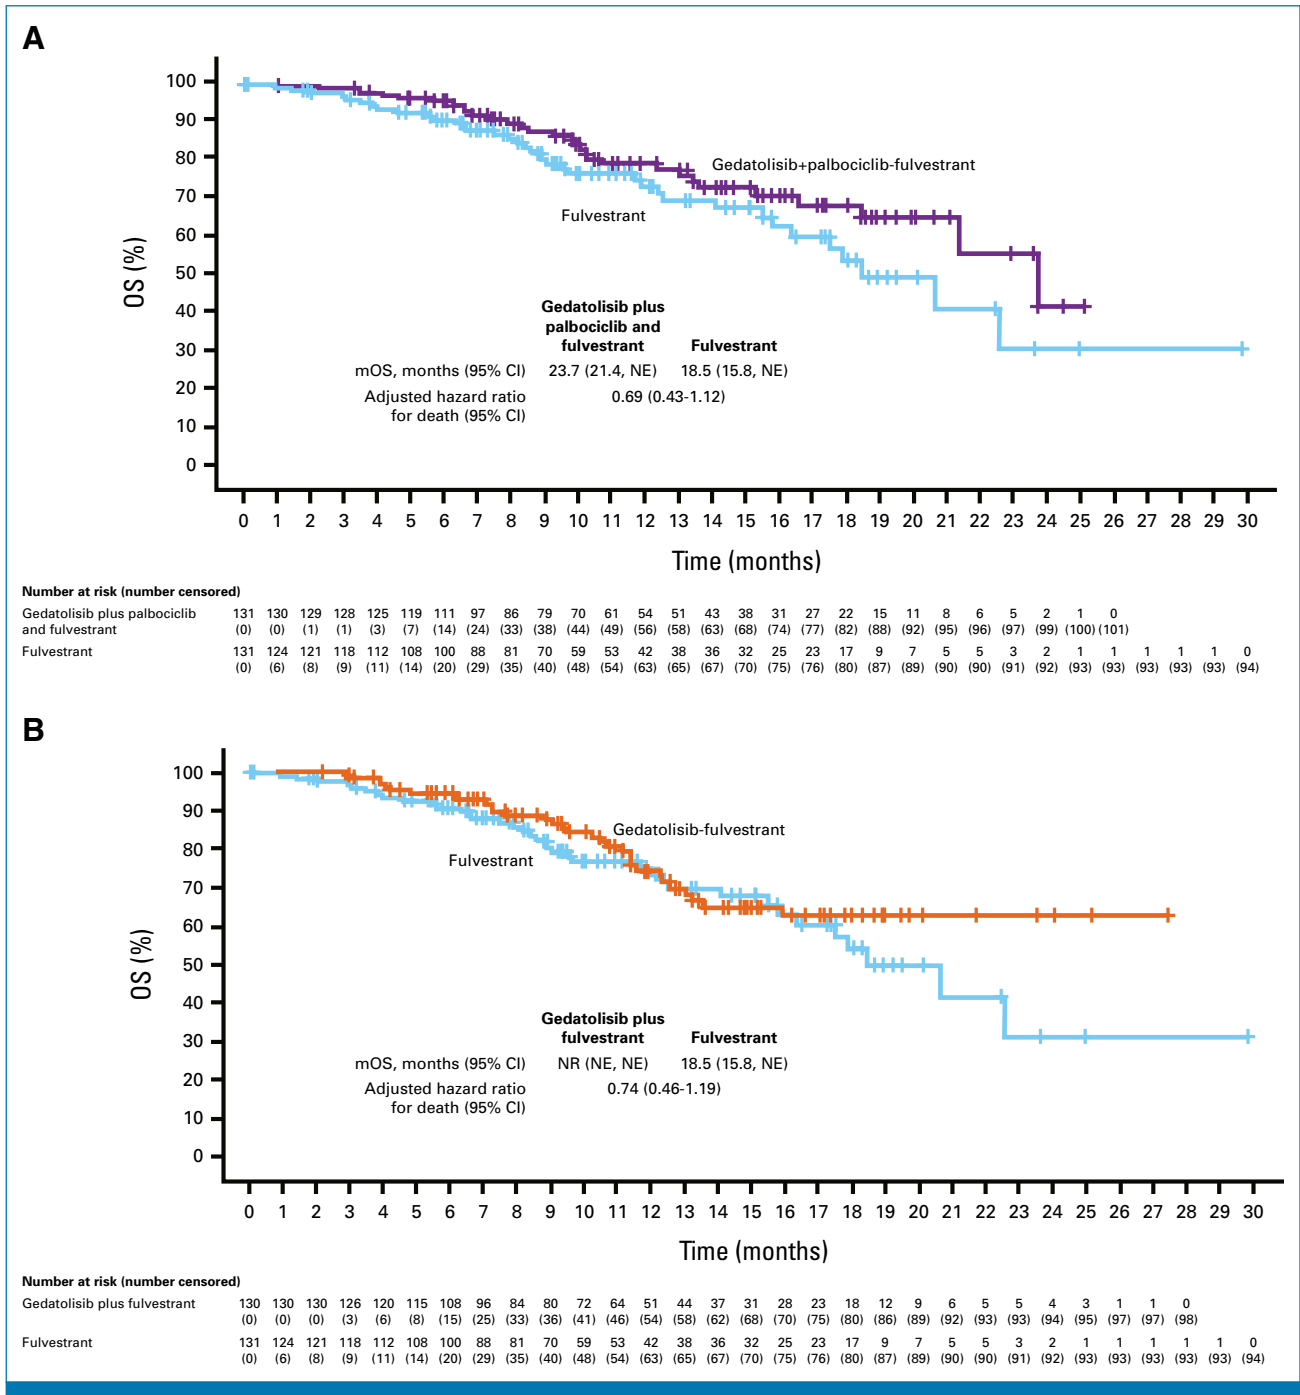 A
100
90
80
70
60
50
40
30
20
10
0
OS (%)
Gedatolisib+palbociclib-fulvestrant
Fulvestrant
Gedatolisib plus
palbociclib and
fulvestrant Fulvestrant
mOS, months (95% CI) 23.7 (21.4, NE) 18.5 (15.8, NE)
Adjusted hazard ratio 0.69 (0.43-1.12)
for death (95% CI)
0 1 2 3 4 5 6 7 8 9 10 11 12 13 14 15 16 17 18 19 20 21 22 23 24 25 26 27 28 29 30
Time (months)
Number at risk (number censored)
Gedatolisib plus palbociclib 131 130 129 128 125 119 111 97 86 79 70 61 54 51 43 38 31 27 22 15 11 8 6 5 2 1 0
and fulvestrant (0) (0) (1) (1) (3) (7) (14) (24) (33) (38) (44) (49) (56) (58) (63) (68) (74) (77) (82) (88) (92) (95) (96) (97) (99) (100) (101)
Fulvestrant 131 124 121 118 112 108 100 88 81 70 59 53 42 38 36 32 25 23 17 9 7 5 5 3 2 1 1 1 1 1 0
(0) (6) (8) (9) (11) (14) (20) (29) (35) (40) (48) (54) (63) (65) (67) (70) (75) (76) (80) (87) (89) (90) (90) (91) (92) (93) (93) (93) (93) (93) (94)
B
100
90
80
70
60
50
40
30
20
10
0
OS (%)
Gedatolisib-fulvestrant
Fulvestrant
Gedatolisib plus
fulvestrant Fulvestrant
mOS, months (95% CI) NR (NE, NE) 18.5 (15.8, NE)
Adjusted hazard ratio 0.74 (0.46-1.19)
for death (95% CI)
0 1 2 3 4 5 6 7 8 9 10 11 12 13 14 15 16 17 18 19 20 21 22 23 24 25 26 27 28 29 30
Time (months)
Number at risk (number censored)
Gedatolisib plus fulvestrant 130 130 130 126 120 115 108 96 84 80 72 64 51 44 37 31 28 23 18 12 9 6 5 5 4 3 1 1 0
(0) (0) (0) (3) (6) (8) (15) (25) (33) (36) (41) (46) (54) (58) (62) (68) (70) (75) (80) (86) (89) (92) (93) (93) (94) (95) (97) (97) (98)
Fulvestrant 131 124 121 118 112 108 100 88 81 70 59 53 42 38 36 32 25 23 17 9 7 5 5 3 2 1 1 1 1 1 0
(0) (6) (8) (9) (11) (14) (20) (29) (35) (40) (48) (54) (63) (65) (67) (70) (75) (76) (80) (87) (89) (90) (90) (91) (92) (93) (93) (93) (93) (93) (94)